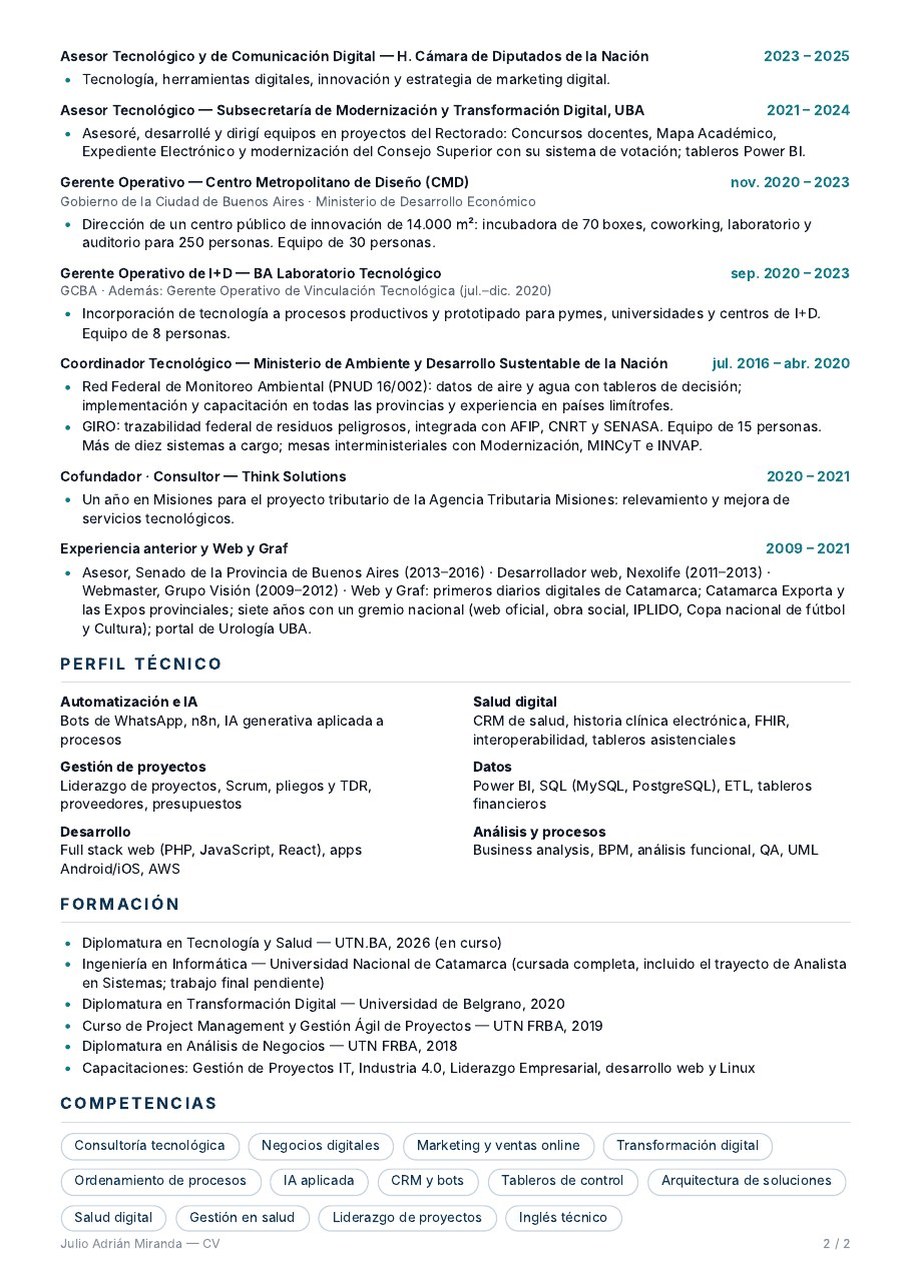 Asesor Tecnológico y de Comunicación Digital — H. Cámara de Diputados de la Nación 2023 – 2025
• Tecnología, herramientas digitales, innovación y estrategia de marketing digital.
Asesor Tecnológico — Subsecretaría de Modernización y Transformación Digital, UBA 2021 – 2024
• Asesoré, desarrollé y dirigí equipos en proyectos del Rectorado: Concursos docentes, Mapa Académico,
Expediente Electrónico y modernización del Consejo Superior con su sistema de votación; tableros Power BI.
Gerente Operativo — Centro Metropolitano de Diseño (CMD) nov. 2020 – 2023
Gobierno de la Ciudad de Buenos Aires · Ministerio de Desarrollo Económico
• Dirección de un centro público de innovación de 14.000 m²: incubadora de 70 boxes, coworking, laboratorio y
auditorio para 250 personas. Equipo de 30 personas.
Gerente Operativo de I+D — BA Laboratorio Tecnológico sep. 2020 – 2023
GCBA · Además: Gerente Operativo de Vinculación Tecnológica (jul.–dic. 2020)
• Incorporación de tecnología a procesos productivos y prototipado para pymes, universidades y centros de I+D.
Equipo de 8 personas.
Coordinador Tecnológico — Ministerio de Ambiente y Desarrollo Sustentable de la Nación jul. 2016 – abr. 2020
• Red Federal de Monitoreo Ambiental (PNUD 16/002): datos de aire y agua con tableros de decisión;
implementación y capacitación en todas las provincias y experiencia en países limítrofes.
• GIRO: trazabilidad federal de residuos peligrosos, integrada con AFIP, CNRT y SENASA. Equipo de 15 personas.
Más de diez sistemas a cargo; mesas interministeriales con Modernización, MINCyT e INVAP.
Cofundador · Consultor — Think Solutions 2020 – 2021
• Un año en Misiones para el proyecto tributario de la Agencia Tributaria Misiones: relevamiento y mejora de
servicios tecnológicos.
Experiencia anterior y Web y Graf 2009 – 2021
• Asesor, Senado de la Provincia de Buenos Aires (2013–2016) · Desarrollador web, Nexolife (2011–2013) ·
Webmaster, Grupo Visión (2009–2012) · Web y Graf: primeros diarios digitales de Catamarca; Catamarca Exporta y
las Expos provinciales; siete años con un gremio nacional (web oficial, obra social, IPLIDO, Copa nacional de fútbol
y Cultura); portal de Urología UBA.
PERFIL TÉCNICO
Automatización e IA
Bots de WhatsApp, n8n, IA generativa aplicada a
procesos
Salud digital
CRM de salud, historia clínica electrónica, FHIR,
interoperabilidad, tableros asistenciales
Gestión de proyectos
Liderazgo de proyectos, Scrum, pliegos y TDR,
proveedores, presupuestos
Datos
Power BI, SQL (MySQL, PostgreSQL), ETL, tableros
financieros
Desarrollo
Full stack web (PHP, JavaScript, React), apps
Android/iOS, AWS
Análisis y procesos
Business analysis, BPM, análisis funcional, QA, UML
FORMACIÓN
• Diplomatura en Tecnología y Salud — UTN.BA, 2026 (en curso)
• Ingeniería en Informática — Universidad Nacional de Catamarca (cursada completa, incluido el trayecto de Analista
en Sistemas; trabajo final pendiente)
• Diplomatura en Transformación Digital — Universidad de Belgrano, 2020
• Curso de Project Management y Gestión Ágil de Proyectos — UTN FRBA, 2019
• Diplomatura en Análisis de Negocios — UTN FRBA, 2018
• Capacitaciones: Gestión de Proyectos IT, Industria 4.0, Liderazgo Empresarial, desarrollo web y Linux
COMPETENCIAS
Consultoría tecnológica Negocios digitales Marketing y ventas online Transformación digital
Ordenamiento de procesos IA aplicada CRM y bots Tableros de control Arquitectura de soluciones
Salud digital Gestión en salud Liderazgo de proyectos Inglés técnico
Julio Adrián Miranda — CV 2 / 2